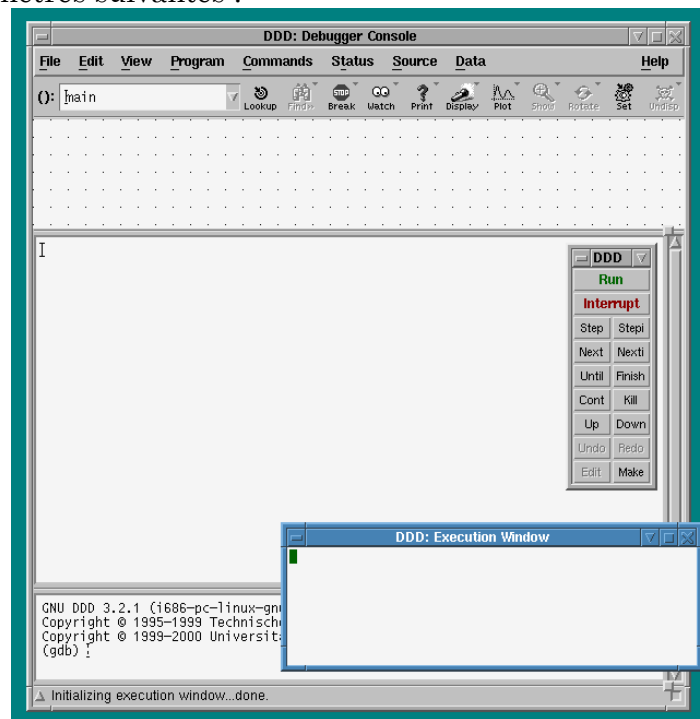 mètres suivantes :
DDD: Debugger Console
File Edit View Program Commands Status Source Data Help
(): main Lookup Find» Break Watch Print Display Plot Show Rotate Set Undisp
DDD
Run
Interrupt
Step Stepi
Next Nexti
Until Finish
Cont Kill
Up Down
Undo Redo
Edit Make
DDD: Execution Window
GNU DDD 3.2.1 (i686-pc-linux-gnu
Copyright © 1995-1999 Technisch
Copyright © 1999-2000 Universit
(gdb)
Initializing execution window...done.